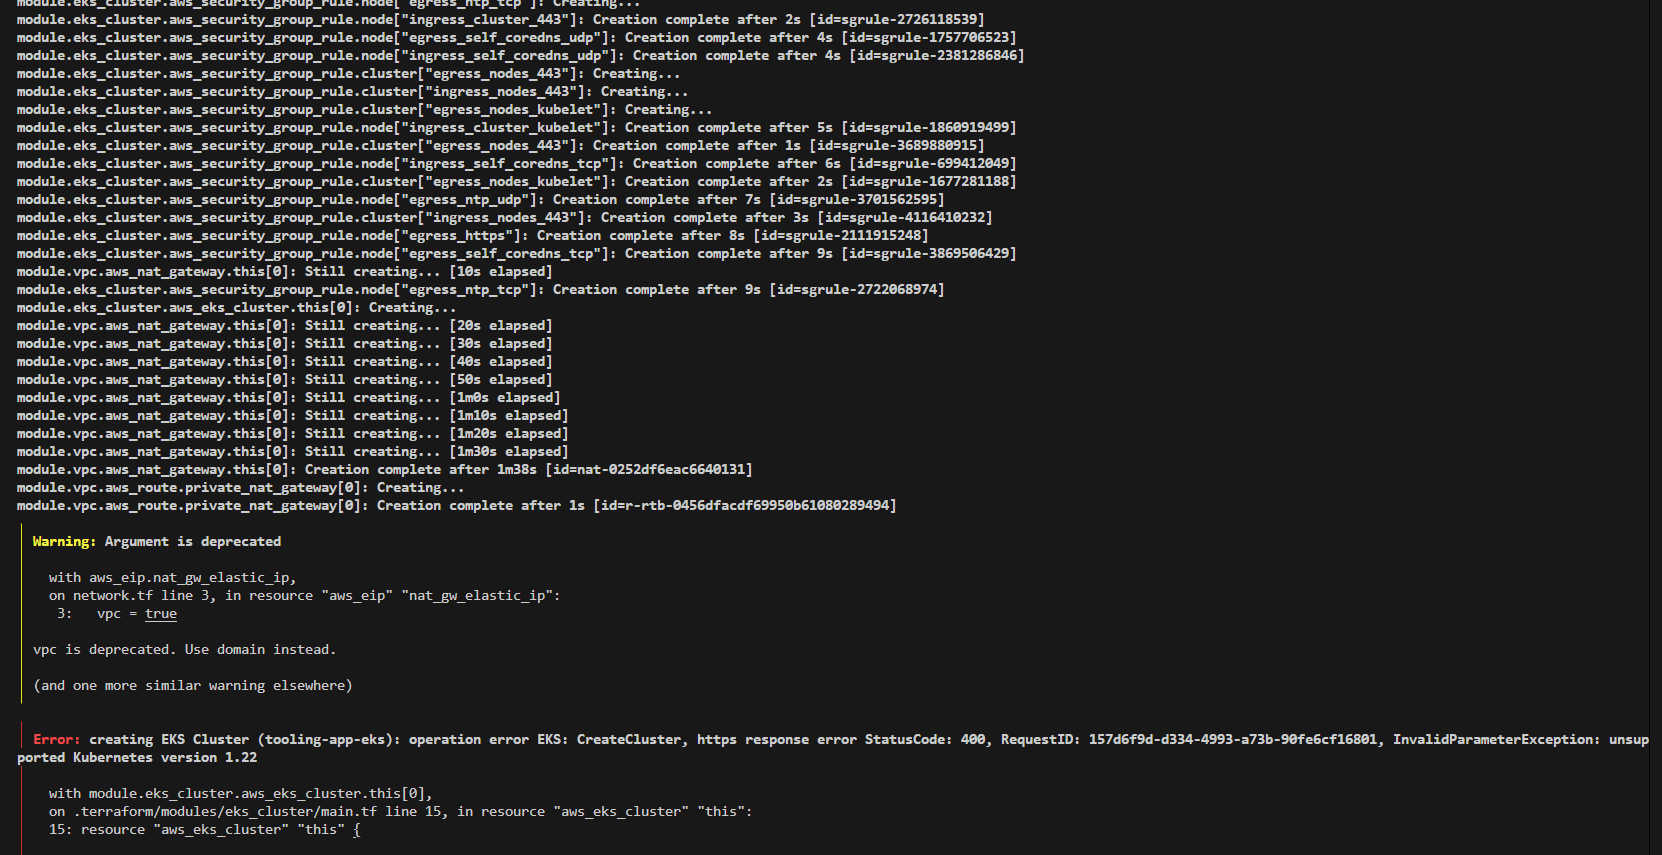 module.eks_cluster.aws_security_group_rule.node["egress_ntp_tcp"]: Creating...
module.eks_cluster.aws_security_group_rule.node["ingress_cluster_443"]: Creation complete after 2s [id=sgrule-2726118539]
module.eks_cluster.aws_security_group_rule.node["egress_self_coredns_udp"]: Creation complete after 4s [id=sgrule-1757706523]
module.eks_cluster.aws_security_group_rule.node["ingress_self_coredns_udp"]: Creation complete after 4s [id=sgrule-2381286846]
module.eks_cluster.aws_security_group_rule.cluster["egress_nodes_443"]: Creating...
module.eks_cluster.aws_security_group_rule.cluster["ingress_nodes_443"]: Creating...
module.eks_cluster.aws_security_group_rule.cluster["egress_nodes_kubelet"]: Creating...
module.eks_cluster.aws_security_group_rule.node["ingress_cluster_kubelet"]: Creation complete after 5s [id=sgrule-1860919499]
module.eks_cluster.aws_security_group_rule.cluster["egress_nodes_443"]: Creation complete after 1s [id=sgrule-3689880915]
module.eks_cluster.aws_security_group_rule.node["ingress_self_coredns_tcp"]: Creation complete after 6s [id=sgrule-699412049]
module.eks_cluster.aws_security_group_rule.cluster["egress_nodes_kubelet"]: Creation complete after 2s [id=sgrule-1677281188]
module.eks_cluster.aws_security_group_rule.node["egress_ntp_udp"]: Creation complete after 7s [id=sgrule-3701562595]
module.eks_cluster.aws_security_group_rule.cluster["ingress_nodes_443"]: Creation complete after 3s [id=sgrule-4116410232]
module.eks_cluster.aws_security_group_rule.node["egress_https"]: Creation complete after 8s [id=sgrule-2111915248]
module.eks_cluster.aws_security_group_rule.node["egress_self_coredns_tcp"]: Creation complete after 9s [id=sgrule-3869506429]
module.vpc.aws_nat_gateway.this[0]: Still creating... [10s elapsed]
module.eks_cluster.aws_security_group_rule.node["egress_ntp_tcp"]: Creation complete after 9s [id=sgrule-2722068974]
module.eks_cluster.aws_eks_cluster.this[0]: Creating...
module.vpc.aws_nat_gateway.this[0]: Still creating... [20s elapsed]
module.vpc.aws_nat_gateway.this[0]: Still creating... [30s elapsed]
module.vpc.aws_nat_gateway.this[0]: Still creating... [40s elapsed]
module.vpc.aws_nat_gateway.this[0]: Still creating... [50s elapsed]
module.vpc.aws_nat_gateway.this[0]: Still creating... [1m0s elapsed]
module.vpc.aws_nat_gateway.this[0]: Still creating... [1m10s elapsed]
module.vpc.aws_nat_gateway.this[0]: Still creating... [1m20s elapsed]
module.vpc.aws_nat_gateway.this[0]: Still creating... [1m30s elapsed]
module.vpc.aws_nat_gateway.this[0]: Creation complete after 1m38s [id=nat-0252df6eac6640131]
module.vpc.aws_route.private_nat_gateway[0]: Creating...
module.vpc.aws_route.private_nat_gateway[0]: Creation complete after 1s [id=r-rtb-0456dfacdf69950b61080289494]
Warning: Argument is deprecated
with aws_eip.nat_gw_elastic_ip,
on network.tf line 3, in resource "aws_eip" "nat_gw_elastic_ip":
3: vpc = true
vpc is deprecated. Use domain instead.
(and one more similar warning elsewhere)
Error: creating EKS Cluster (tooling-app-eks): operation error EKS: CreateCluster, https response error StatusCode: 400, RequestID: 157d6f9d-d334-4993-a73b-90fe6cf16801, InvalidParameterException: unsup
ported Kubernetes version 1.22
with module.eks_cluster.aws_eks_cluster.this[0],
on .terraform/modules/eks_cluster/main.tf line 15, in resource "aws_eks_cluster" "this":
15: resource "aws_eks_cluster" "this" {